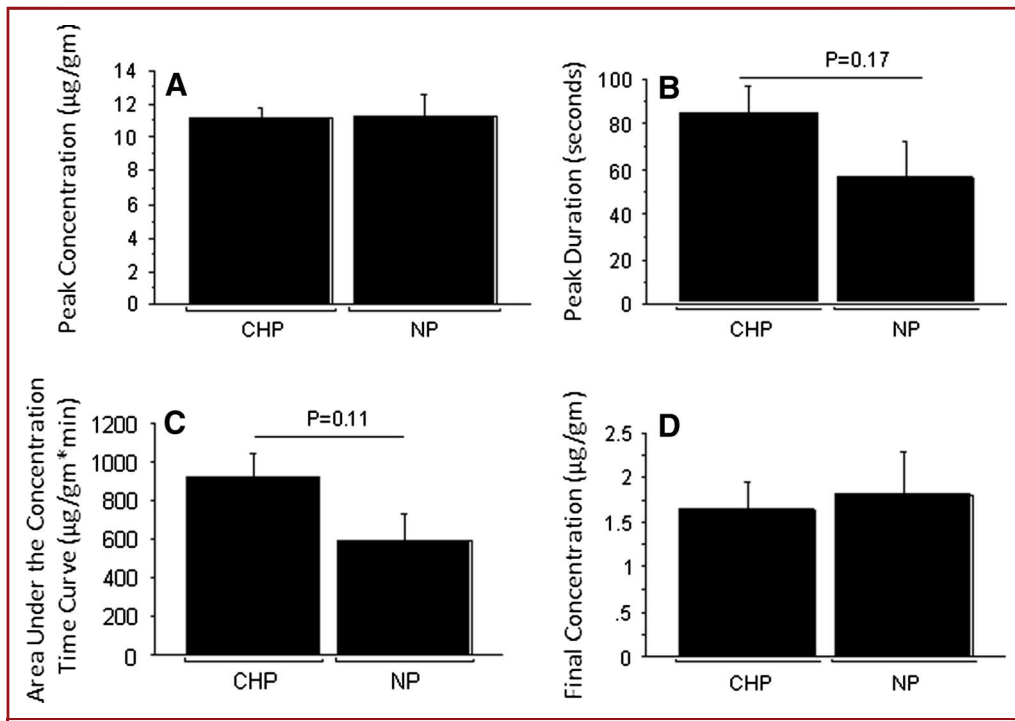 A
Peak Concentration (µg/gm)
14
12
10
8
6
4
2
0
CHP NP
B
P=0.17
Peak Duration (seconds)
100
80
60
40
20
0
CHP NP
C
P=0.11
Area Under the Concentration
Time Curve (µg/gm*min)
1200
1000
800
600
400
200
0
CHP NP
D
Final Concentration (µg/gm)
2.5
2
1.5
1
.5
0
CHP NP